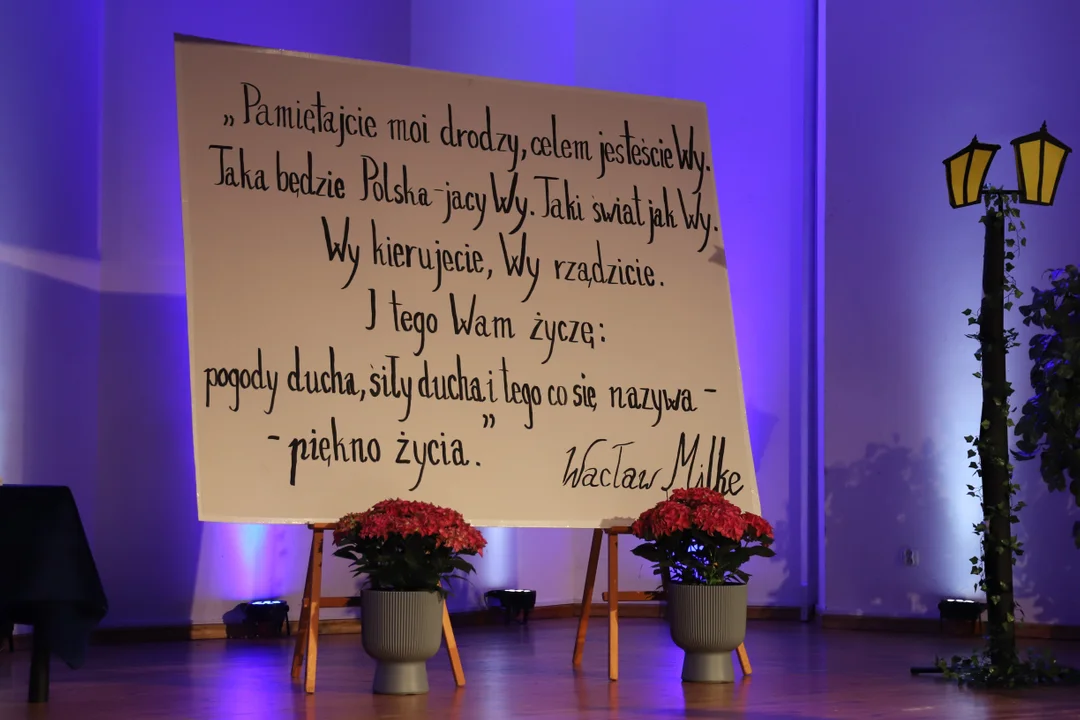 „Pamiętajcie moi drodzy, celem jesteście Wy.
Taka będzie Polska - jacy Wy. Taki świat jak Wy.
Wy kierujecie, Wy rządzicie.
I tego Wam życzę:
pogody ducha, siły ducha i tego co się nazywa -
- piękno życia.”
Wacław Milke